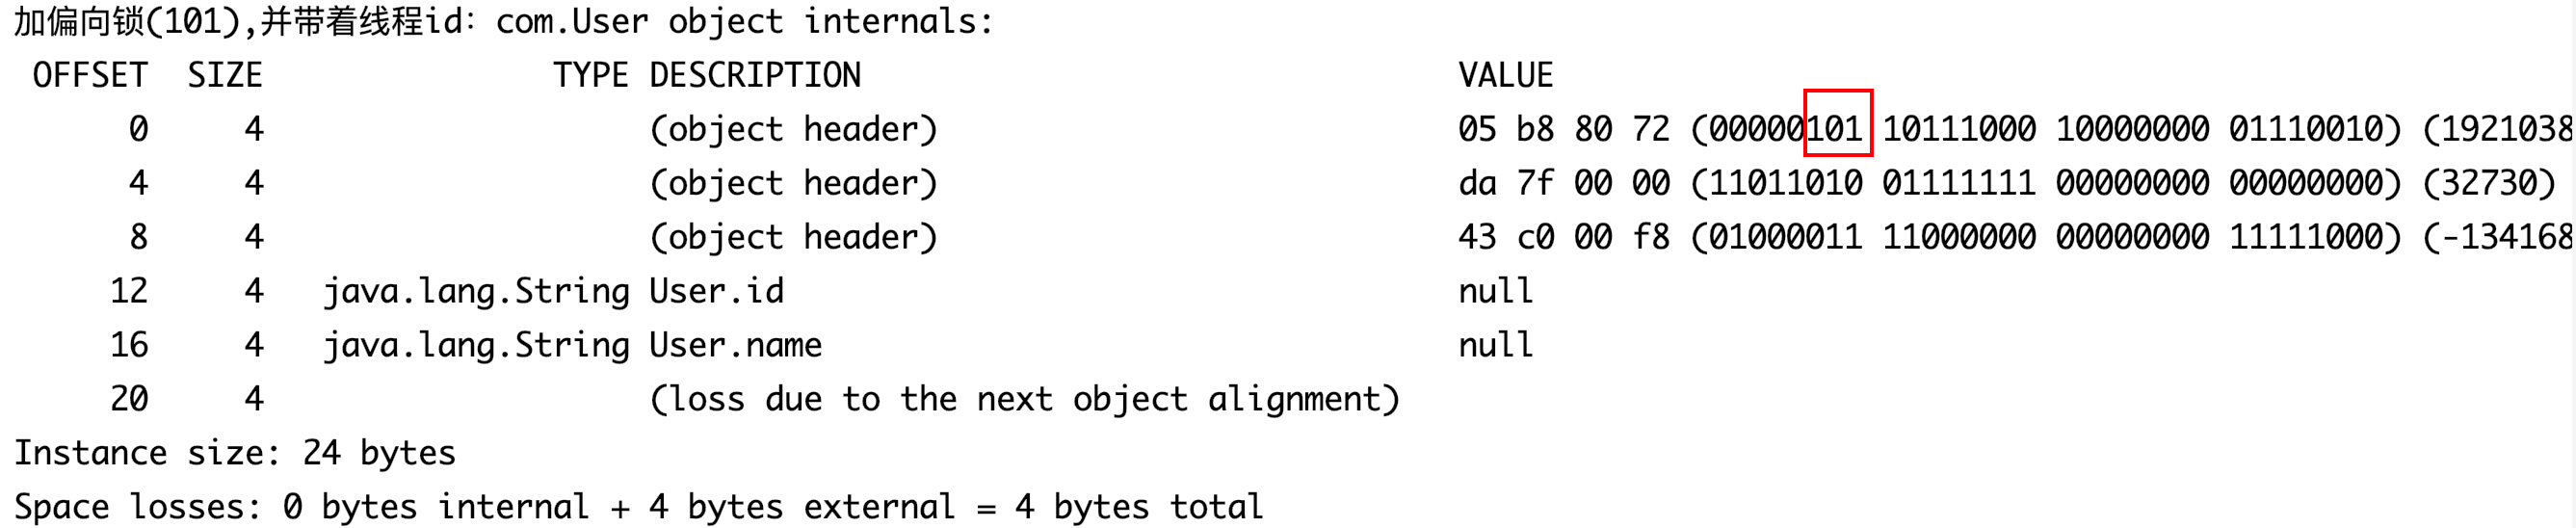 加偏向锁(101),并带着线程id：com.User object internals:
OFFSET SIZE TYPE DESCRIPTION VALUE
0 4 (object header) 05 b8 80 72 (00000101 10111000 10000000 01110010) (1921038
4 4 (object header) da 7f 00 00 (11011010 01111111 00000000 00000000) (32730)
8 4 (object header) 43 c0 00 f8 (01000011 11000000 00000000 11111000) (-134168
12 4 java.lang.String User.id null
16 4 java.lang.String User.name null
20 4 (loss due to the next object alignment)
Instance size: 24 bytes
Space losses: 0 bytes internal + 4 bytes external = 4 bytes total